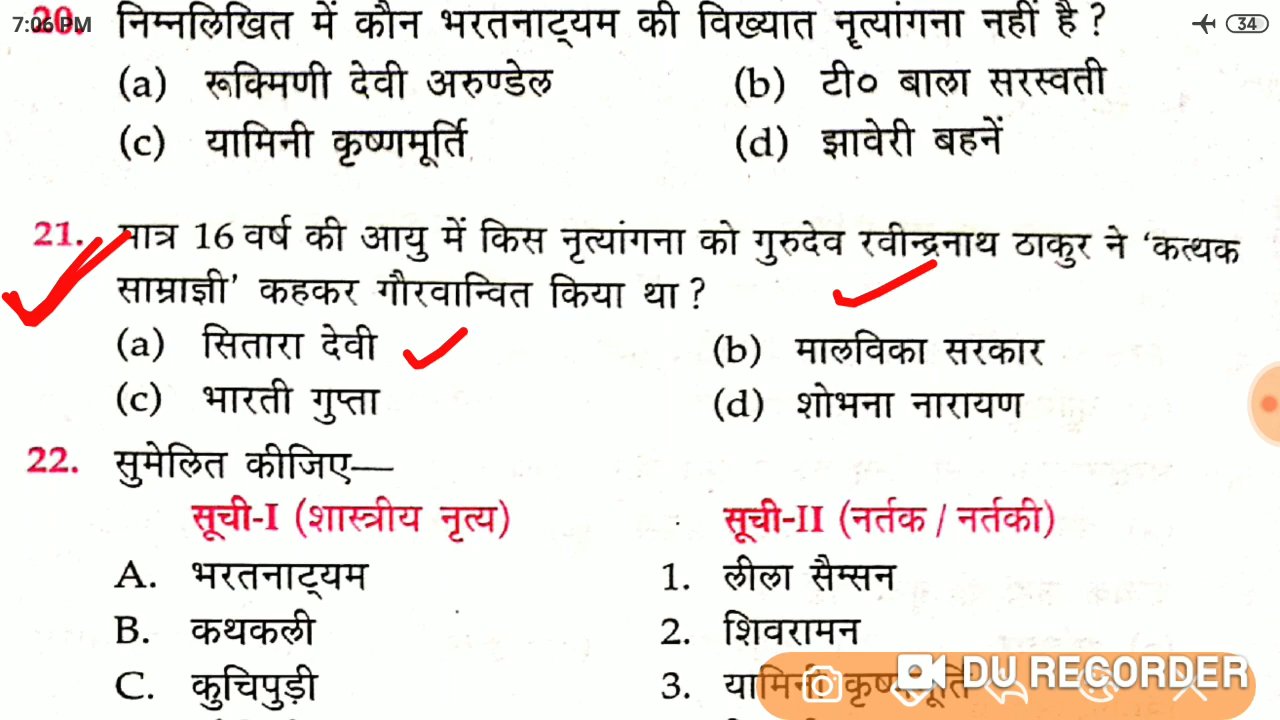 7:06 PM
34
20. निम्नलिखित में कौन भरतनाट्यम की विख्यात नृत्यांगना नहीं है ?
(a) रूक्मिणी देवी अरुण्डेल (b) टी० बाला सरस्वती
(c) यामिनी कृष्णमूर्ति (d) झावेरी बहनें
21. मात्र 16 वर्ष की आयु में किस नृत्यांगना को गुरुदेव रवीन्द्रनाथ ठाकुर ने ‘कत्थक
साम्राज्ञी’ कहकर गौरवान्वित किया था ?
(a) सितारा देवी (b) मालविका सरकार
(c) भारती गुप्ता (d) शोभना नारायण
22. सुमेलित कीजिए—
सूची-I (शास्त्रीय नृत्य) सूची-II (नर्तक / नर्तकी)
A. भरतनाट्यम 1. लीला सैम्सन
B. कथकली 2. शिवरामन
C. कुचिपुड़ी 3. यामिनी कृष्णमूर्ति
DU RECORDER